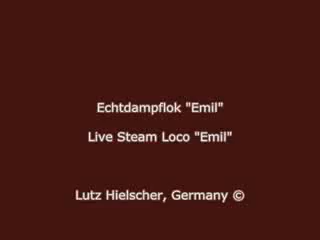 Echtdampflok "Emil"
Live Steam Loco "Emil"
Lutz Hielscher, Germany ©